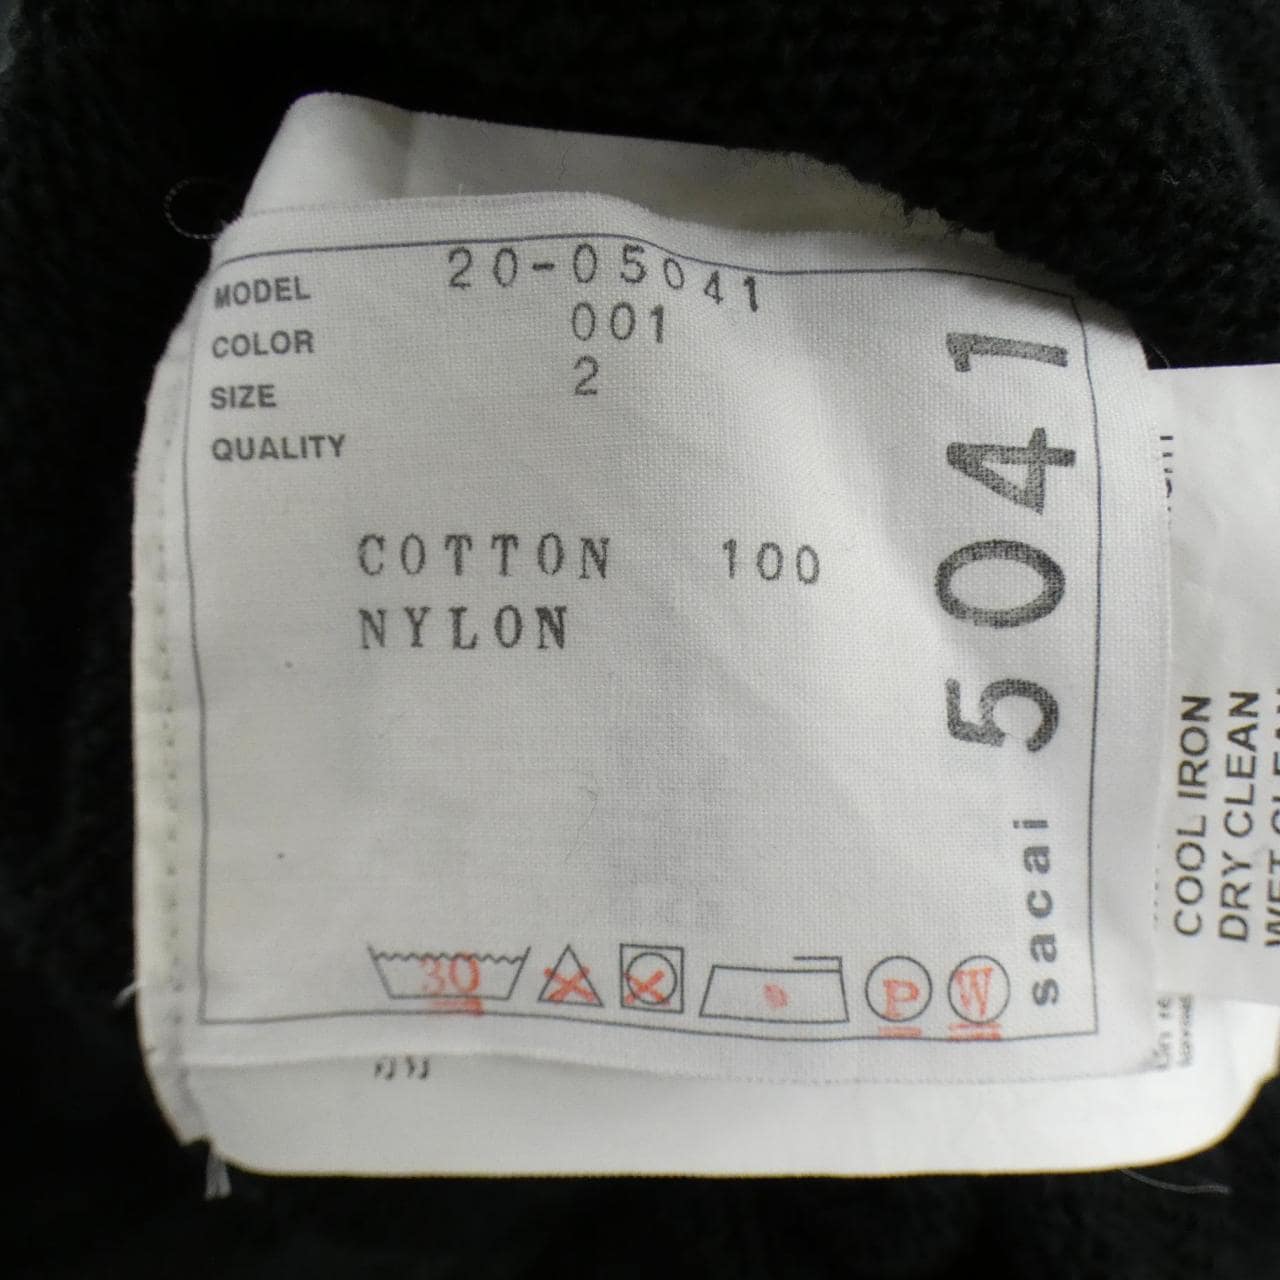 MODEL 20-05041
COLOR 001
SIZE 2
QUALITY
COTTON 100
NYLON
30
P
W
sacai 5041
COOL IRON
DRY CLEAN